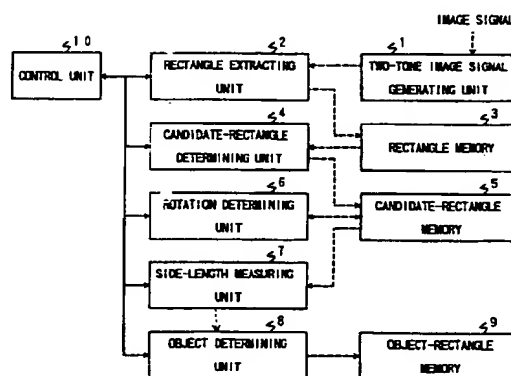 IMAGE SIGNAL
10
CONTROL UNIT
2
RECTANGLE EXTRACTING
UNIT
1
TWO-TONE IMAGE SIGNAL
GENERATING UNIT
4
CANDIDATE-RECTANGLE
DETERMINING UNIT
3
RECTANGLE MEMORY
6
ROTATION DETERMINING
UNIT
5
CANDIDATE-RECTANGLE
MEMORY
7
SIDE-LENGTH MEASURING
UNIT
8
OBJECT DETERMINING
UNIT
9
OBJECT-RECTANGLE
MEMORY